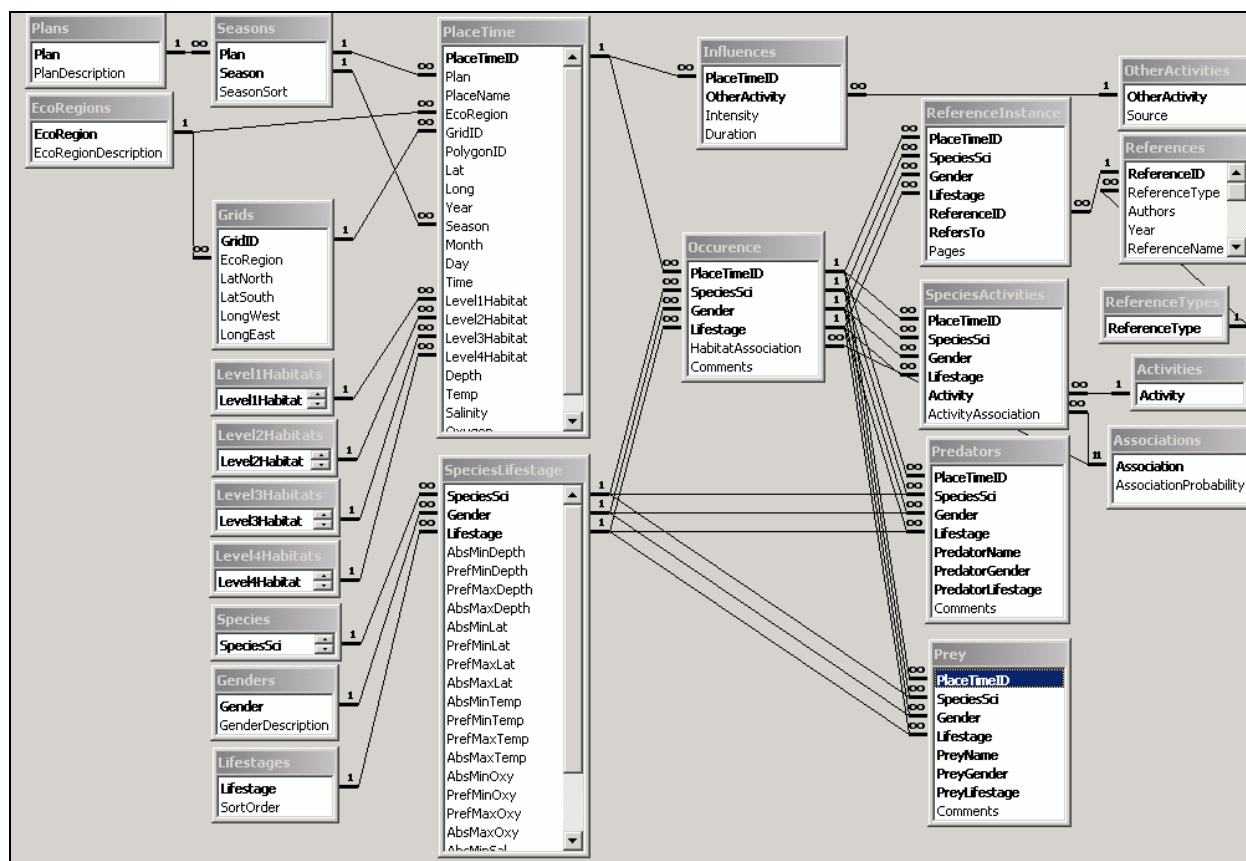 Plans
Plan
PlanDescription
EcoRegions
EcoRegion
EcoRegionDescription
Seasons
Plan
Season
SeasonSort
Grids
GridID
EcoRegion
LatNorth
LatSouth
LongWest
LongEast
Level1Habitats
Level1Habitat
Level2Habitats
Level2Habitat
Level3Habitats
Level3Habitat
Level4Habitats
Level4Habitat
Species
SpeciesSci
Genders
Gender
GenderDescription
Lifestages
Lifestage
SortOrder
PlaceTime
PlaceTimeID
Plan
PlaceName
EcoRegion
GridID
PolygonID
Lat
Long
Year
Season
Month
Day
Time
Level1Habitat
Level2Habitat
Level3Habitat
Level4Habitat
Depth
Temp
Salinity
Oxygen
SpeciesLifestage
SpeciesSci
Gender
Lifestage
AbsMinDepth
PrefMinDepth
PrefMaxDepth
AbsMaxDepth
AbsMinLat
PrefMinLat
PrefMaxLat
AbsMaxLat
AbsMinTemp
PrefMinTemp
PrefMaxTemp
AbsMaxTemp
AbsMinOxy
PrefMinOxy
PrefMaxOxy
AbsMaxOxy
AbsMinSal
Influences
PlaceTimeID
OtherActivity
Intensity
Duration
Occurence
PlaceTimeID
SpeciesSci
Gender
Lifestage
HabitatAssociation
Comments
ReferenceInstance
PlaceTimeID
SpeciesSci
Gender
Lifestage
ReferenceID
RefersTo
Pages
SpeciesActivities
PlaceTimeID
SpeciesSci
Gender
Lifestage
Activity
ActivityAssociation
Predators
PlaceTimeID
SpeciesSci
Gender
Lifestage
PredatorName
PredatorGender
PredatorLifestage
Comments
Prey
PlaceTimeID
SpeciesSci
Gender
Lifestage
PreyName
PreyGender
PreyLifestage
Comments
OtherActivities
OtherActivity
Source
References
ReferenceID
ReferenceType
Authors
Year
ReferenceName
ReferenceTypes
ReferenceType
Activities
Activity
Associations
Association
AssociationProbability